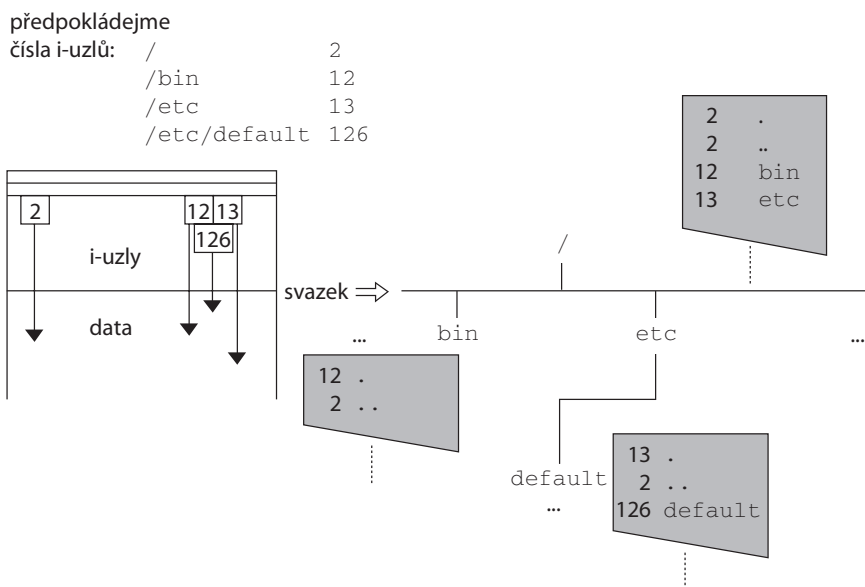 předpokládejme
čísla i-uzlů: / 2
/bin 12
/etc 13
/etc/default 126
2 .
2 ..
12 bin
13 etc
2 12 13
126
i-uzly
/
svazek
data
bin etc
... ...
12 .
2 ..
default
...
13 .
2 ..
126 default